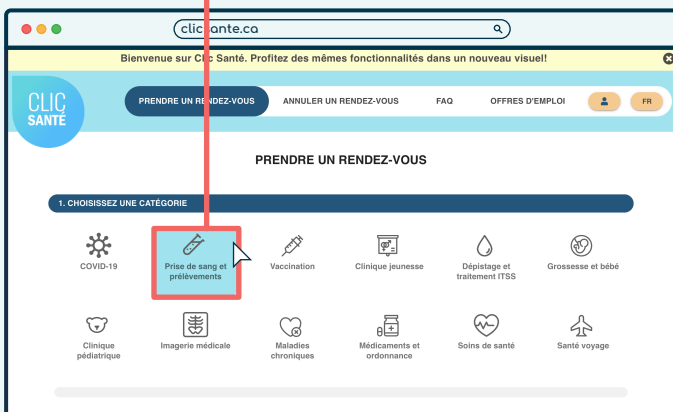 clicsante.ca
Bienvenue sur Clic Santé. Profitez des mêmes fonctionnalités dans un nouveau visuel!
CLIC
SANTÉ
PRENDRE UN RENDEZ-VOUS
ANNULER UN RENDEZ-VOUS
FAQ
OFFRES D'EMPLOI
FR
PRENDRE UN RENDEZ-VOUS
1. CHOISISSEZ UNE CATÉGORIE
COVID-19
Prise de sang et
prélèvements
Vaccination
Clinique jeunesse
Dépistage et
traitement ITSS
Grossesse et bébé
Clinique
pédiatrique
Imagerie médicale
Maladies
chroniques
Médicaments et
ordonnance
Soins de santé
Santé voyage